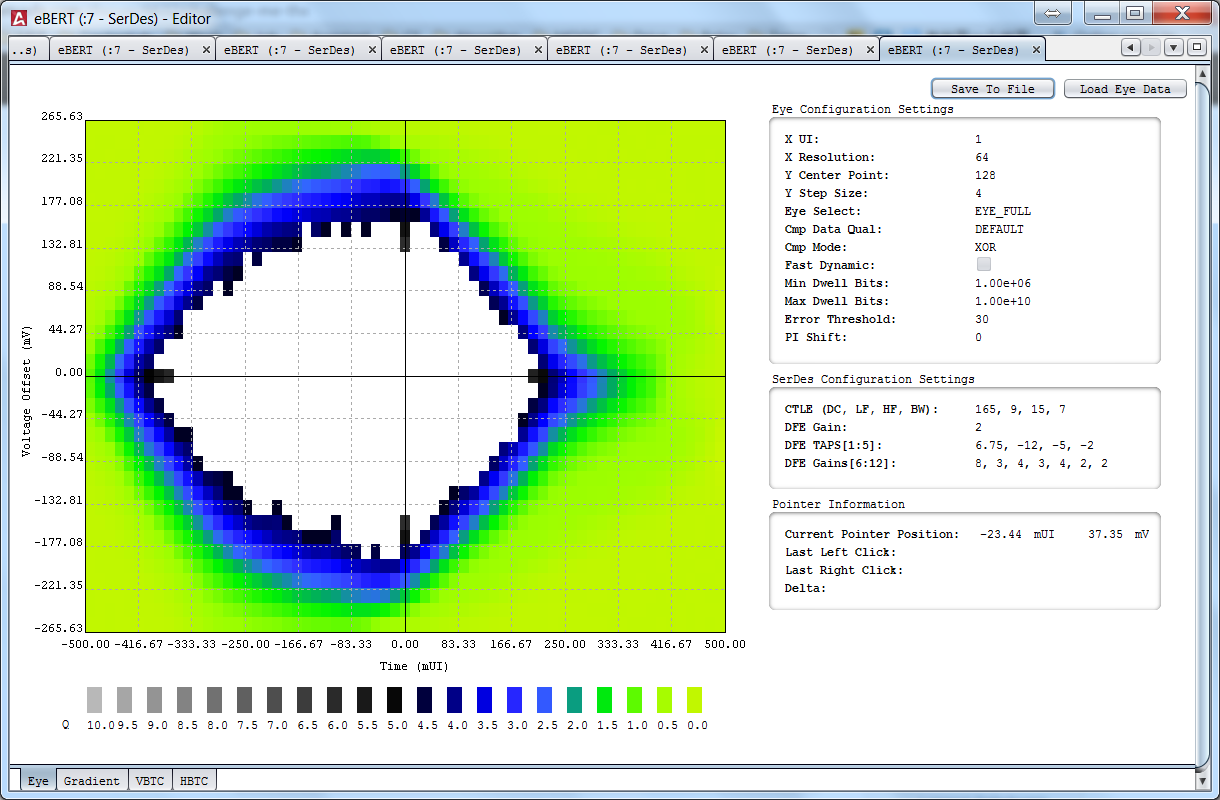 eBERT (:7 - SerDes) - Editor
..s) eBERT (:7 - SerDes) eBERT (:7 - SerDes) eBERT (:7 - SerDes) eBERT (:7 - SerDes) eBERT (:7 - SerDes) eBERT (:7 - SerDes)
Save To File Load Eye Data
Eye Configuration Settings
X UI: 1
X Resolution: 64
Y Center Point: 128
Y Step Size: 4
Eye Select: EYE_FULL
Cmp Data Qual: DEFAULT
Cmp Mode: XOR
Fast Dynamic:
Min Dwell Bits: 1.00e+06
Max Dwell Bits: 1.00e+10
Error Threshold: 30
PI Shift: 0
SerDes Configuration Settings
CTLE (DC, LF, HF, BW): 165, 9, 15, 7
DFE Gain: 2
DFE TAPS[1:5]: 6.75, -12, -5, -2
DFE Gains[6:12]: 8, 3, 4, 3, 4, 2, 2
Pointer Information
Current Pointer Position: -23.44 mUI 37.35 mV
Last Left Click:
Last Right Click:
Delta:
Voltage Offset (mV)
265.63
221.35
177.08
132.81
88.54
44.27
0.00
-44.27
-88.54
-132.81
-177.08
-221.35
-265.63
-500.00 -416.67 -333.33 -250.00 -166.67 -83.33 0.00 83.33 166.67 250.00 333.33 416.67 500.00
Time (mUI)
Q 10.0 9.5 9.0 8.5 8.0 7.5 7.0 6.5 6.0 5.5 5.0 4.5 4.0 3.5 3.0 2.5 2.0 1.5 1.0 0.5 0.0
Eye Gradient VBTC HBTC